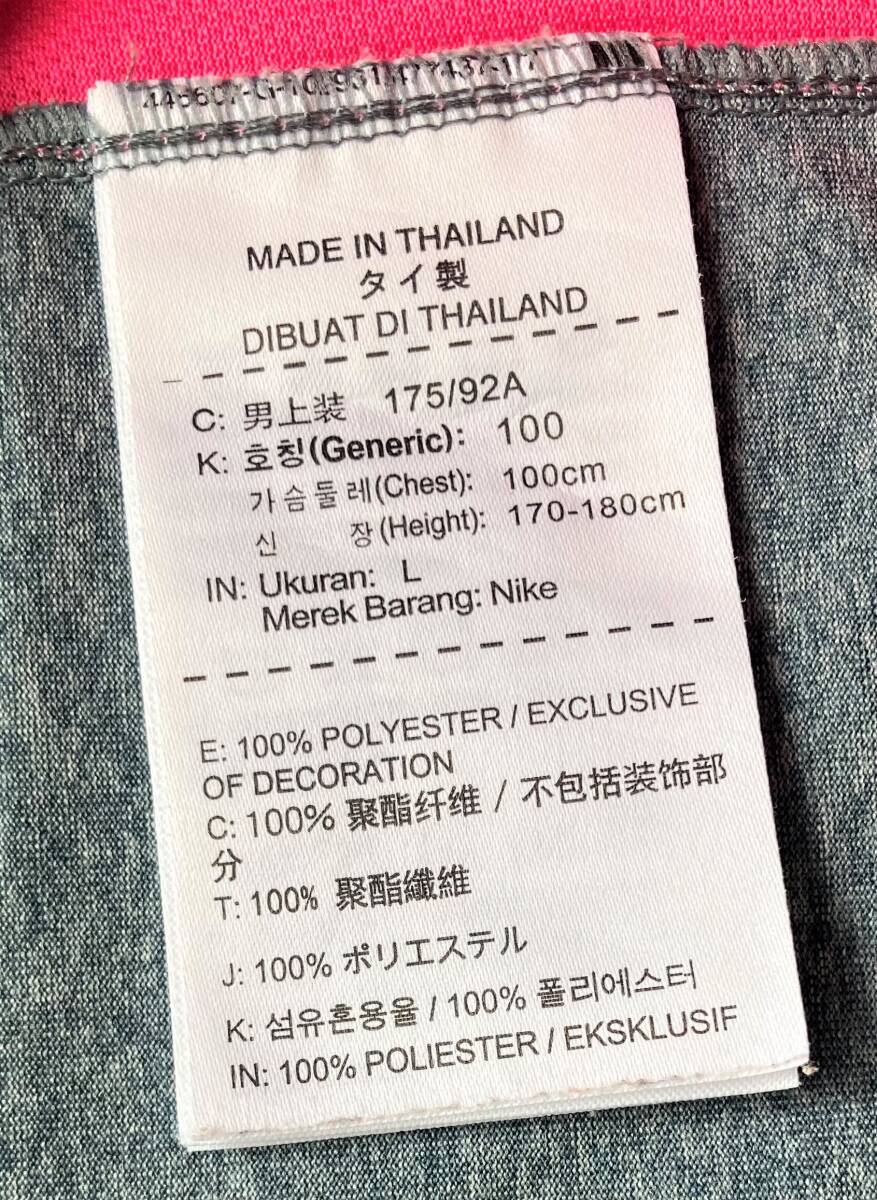 MADE IN THAILAND
タイ製
DIBUAT DI THAILAND
C: 男上装 175/92A
K: 호칭(Generic): 100
가슴둘레(Chest): 100cm
신 장(Height): 170-180cm
IN: Ukuran: L
Merek Barang: Nike
E: 100% POLYESTER / EXCLUSIVE
OF DECORATION
C: 100% 聚酯纤维 / 不包括装饰部
分
T: 100% 聚酯纖維
J: 100% ポリエステル
K: 섬유혼용율 / 100% 폴리에스터
IN: 100% POLIESTER / EKSKLUSIF